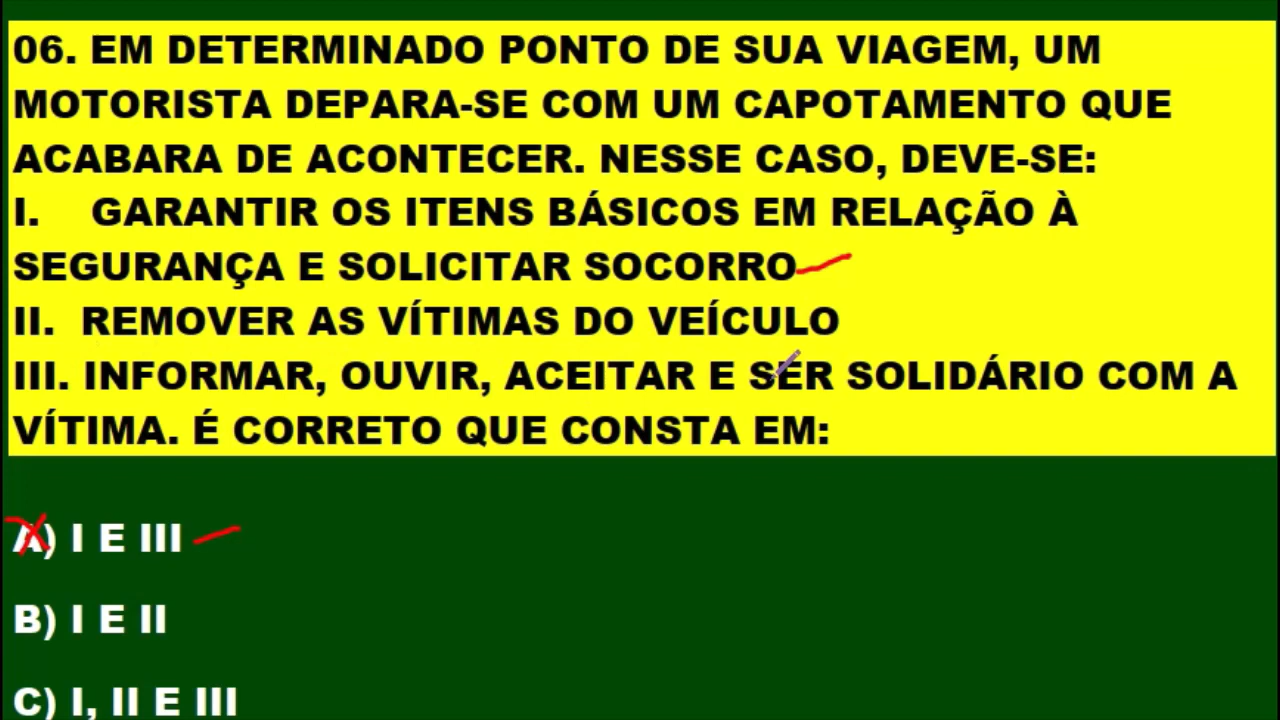 06. EM DETERMINADO PONTO DE SUA VIAGEM, UM
MOTORISTA DEPARA-SE COM UM CAPOTAMENTO QUE
ACABARA DE ACONTECER. NESSE CASO, DEVE-SE:
I. GARANTIR OS ITENS BÁSICOS EM RELAÇÃO À
SEGURANÇA E SOLICITAR SOCORRO
II. REMOVER AS VÍTIMAS DO VEÍCULO
III. INFORMAR, OUVIR, ACEITAR E SER SOLIDÁRIO COM A
VÍTIMA. É CORRETO QUE CONSTA EM:
A) I E III
B) I E II
C) I, II E III